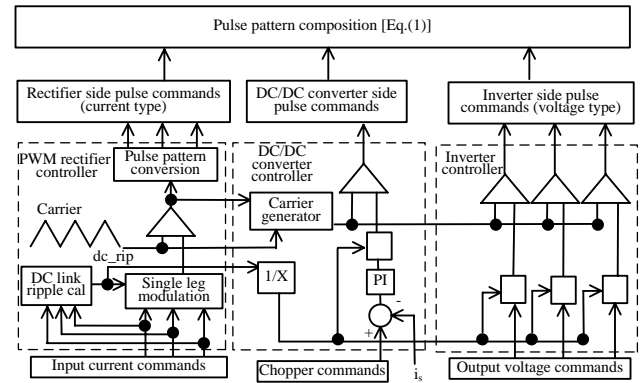 Pulse pattern composition [Eq.(1)]
Rectifier side pulse commands
(current type)
DC/DC converter side
pulse commands
Inverter side pulse
commands (voltage type)
PWM rectifier
controller
Pulse pattern
conversion
DC/DC
converter
controller
Inverter
controller
Carrier
Carrier
generator
dc_rip
DC link
ripple cal
Single leg
modulation
1/X
PI
-
+
Input current commands
Chopper commands
is
Output voltage commands